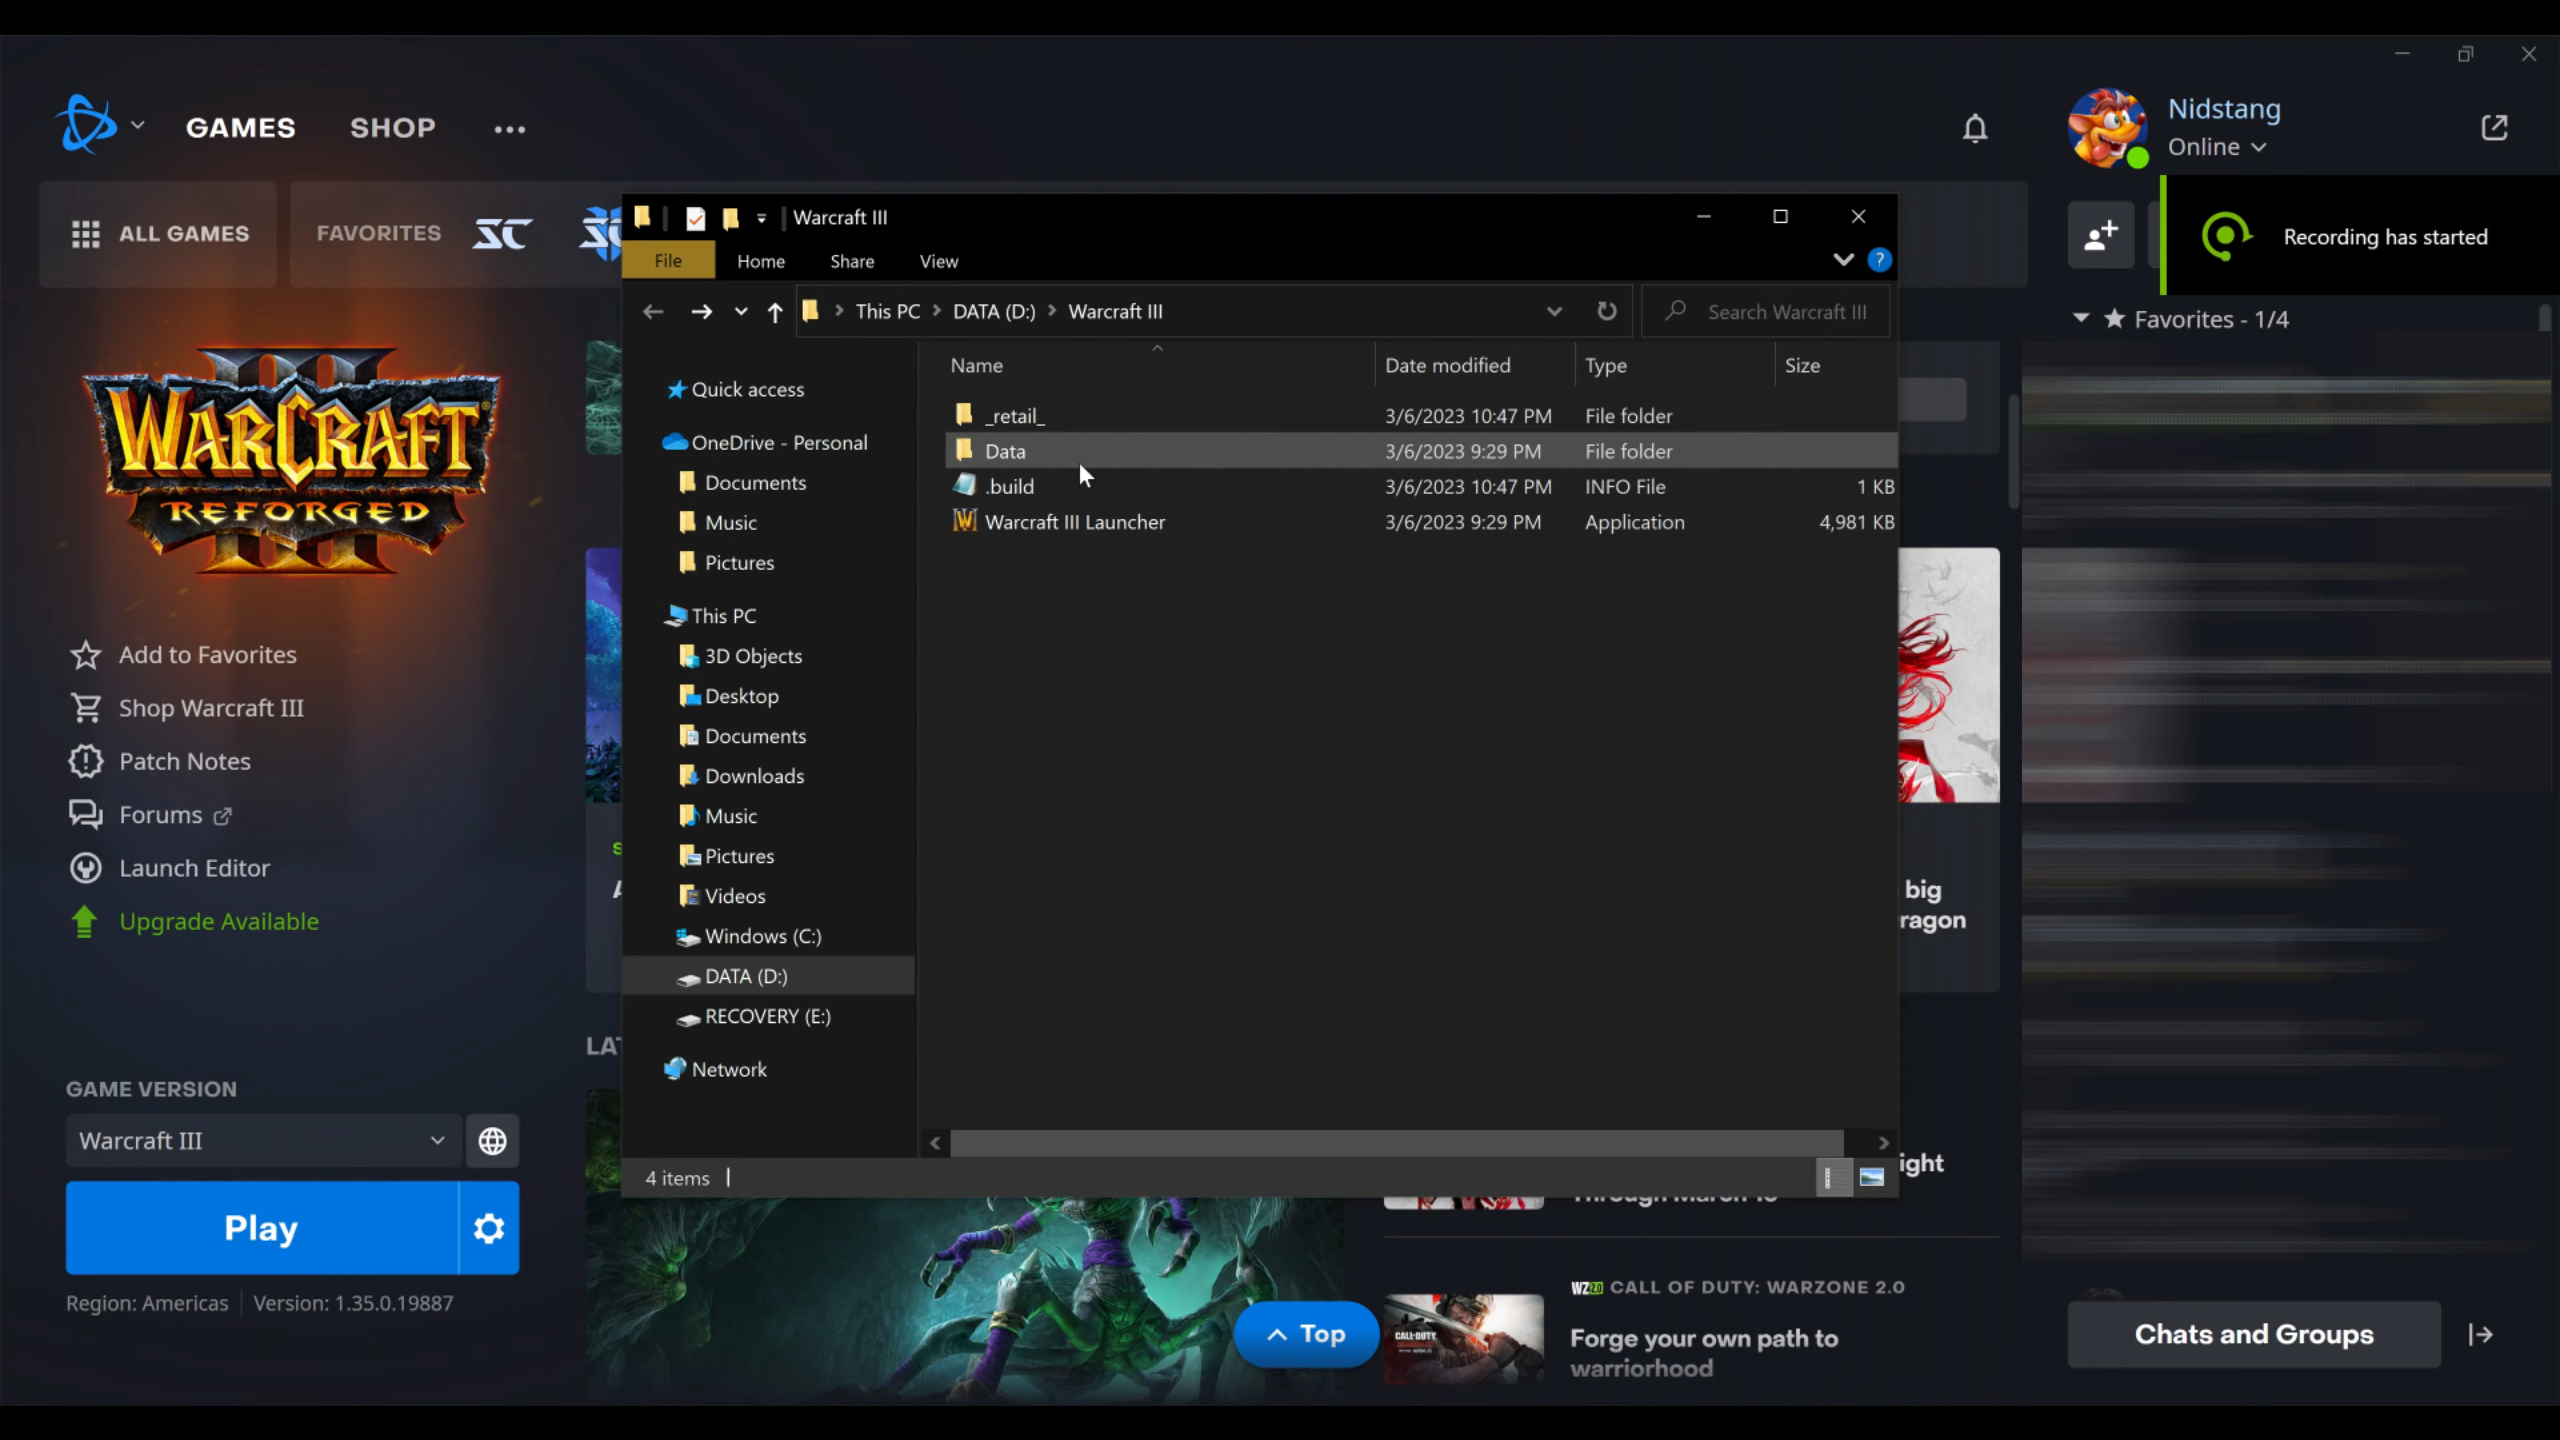 GAMES SHOP
Nidstang
Online
ALL GAMES
FAVORITES
Recording has started
Favorites - 1/4
WARCRAFT
III
REFORGED
Add to Favorites
Shop Warcraft III
Patch Notes
Forums
Launch Editor
Upgrade Available
GAME VERSION
Warcraft III
Play
Region: Americas Version: 1.35.0.19887
Warcraft III
File Home Share View
This PC DATA (D:) Warcraft III
Search Warcraft III
Quick access
OneDrive - Personal
Documents
Music
Pictures
This PC
3D Objects
Desktop
Documents
Downloads
Music
Pictures
Videos
Windows (C:)
DATA (D:)
RECOVERY (E:)
Network
Name Date modified Type Size
_retail_ 3/6/2023 10:47 PM File folder
Data 3/6/2023 9:29 PM File folder
.build 3/6/2023 10:47 PM INFO File 1 KB
Warcraft III Launcher 3/6/2023 9:29 PM Application 4,981 KB
4 items
big
ragon
LAT
ight
Top
CALL OF DUTY
WZ2.0 CALL OF DUTY: WARZONE 2.0
Forge your own path to
warriorhood
Chats and Groups